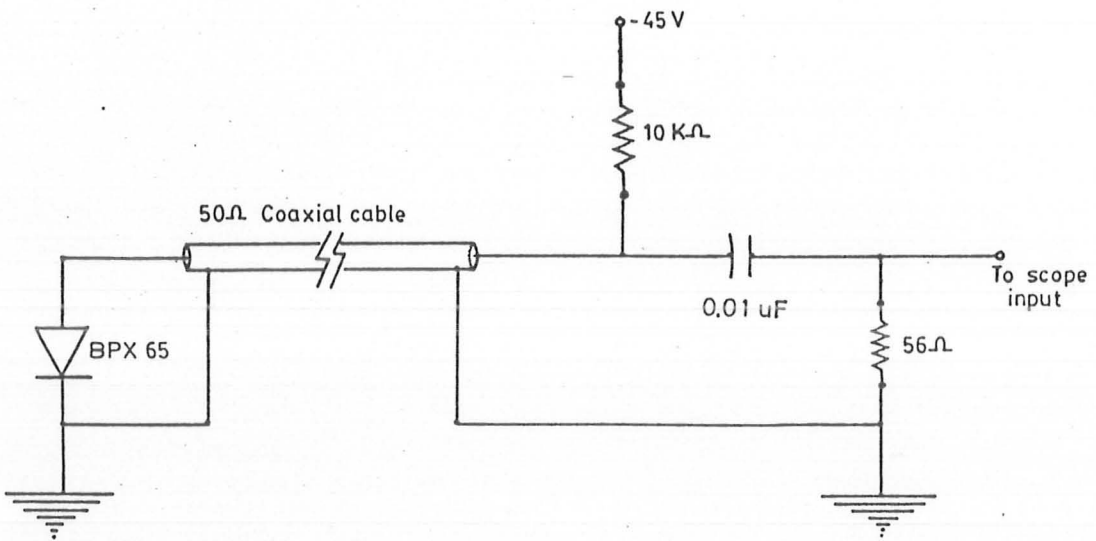 -45 V
10 KΩ
50Ω Coaxial cable
To scope
input
0.01 uF
BPX 65
56Ω